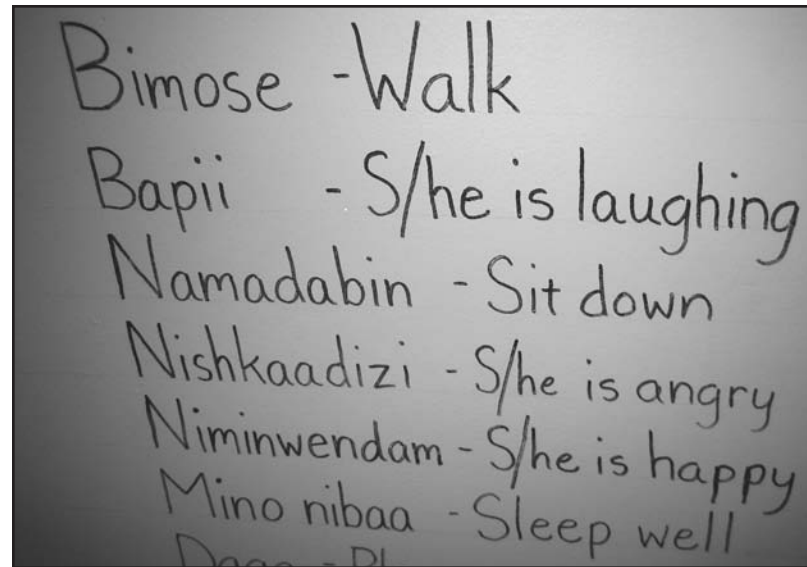 Bimose - Walk
Bapii - S/he is laughing
Namadabin - Sit down
Nishkaadizi - S/he is angry
Niminwendam - S/he is happy
Mino nibaa - Sleep well